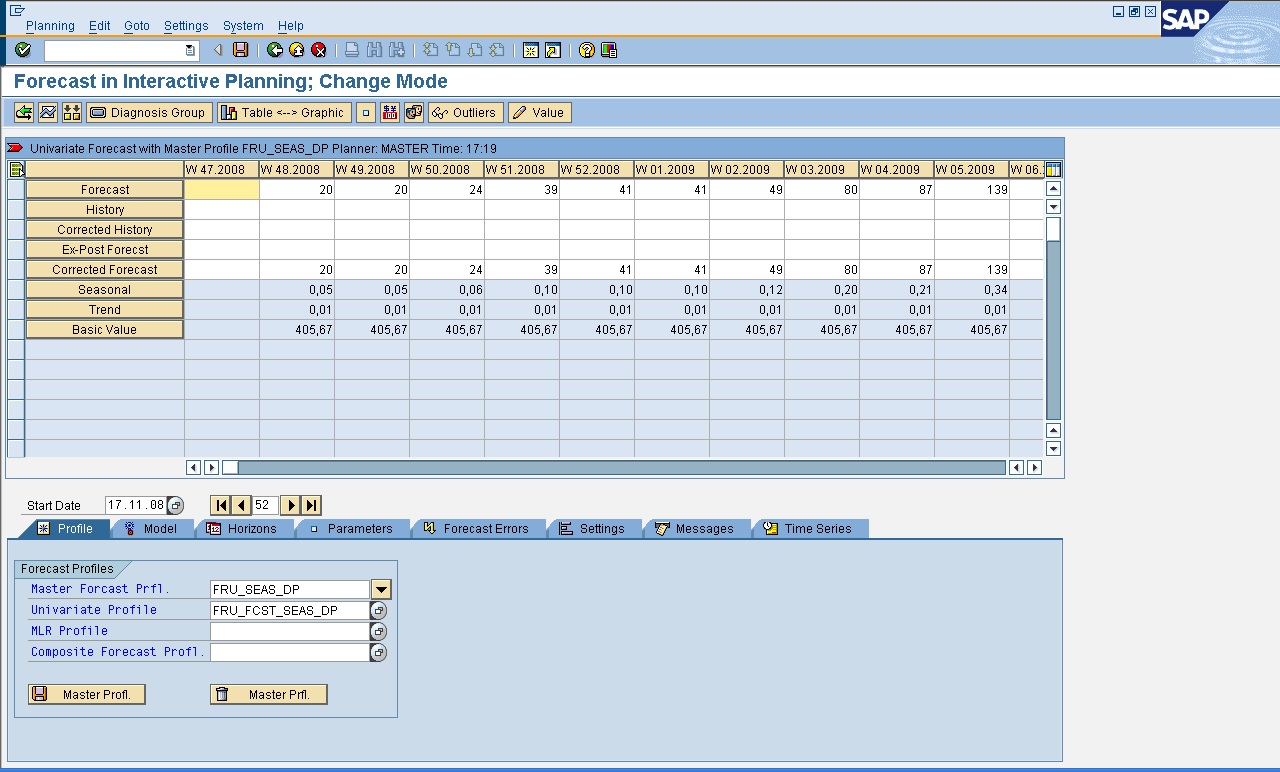 Planning Edit Goto Settings System Help
SAP
Forecast in Interactive Planning; Change Mode
Diagnosis Group Table <--> Graphic Outliers Value
Univariate Forecast with Master Profile FRU_SEAS_DP Planner: MASTER Time: 17:19
W 47.2008 W 48.2008 W 49.2008 W 50.2008 W 51.2008 W 52.2008 W 01.2009 W 02.2009 W 03.2009 W 04.2009 W 05.2009 W 06.
Forecast 20 20 24 39 41 41 49 80 87 139
History
Corrected History
Ex-Post Forecst
Corrected Forecast 20 20 24 39 41 41 49 80 87 139
Seasonal 0,05 0,05 0,06 0,10 0,10 0,10 0,12 0,20 0,21 0,34
Trend 0,01 0,01 0,01 0,01 0,01 0,01 0,01 0,01 0,01 0,01
Basic Value 405,67 405,67 405,67 405,67 405,67 405,67 405,67 405,67 405,67 405,67
Start Date 17.11.08 52
Profile Model Horizons Parameters Forecast Errors Settings Messages Time Series
Forecast Profiles
Master Forcast Prfl. FRU_SEAS_DP
Univariate Profile FRU_FCST_SEAS_DP
MLR Profile
Composite Forecast Profl.
Master Profl. Master Prfl.